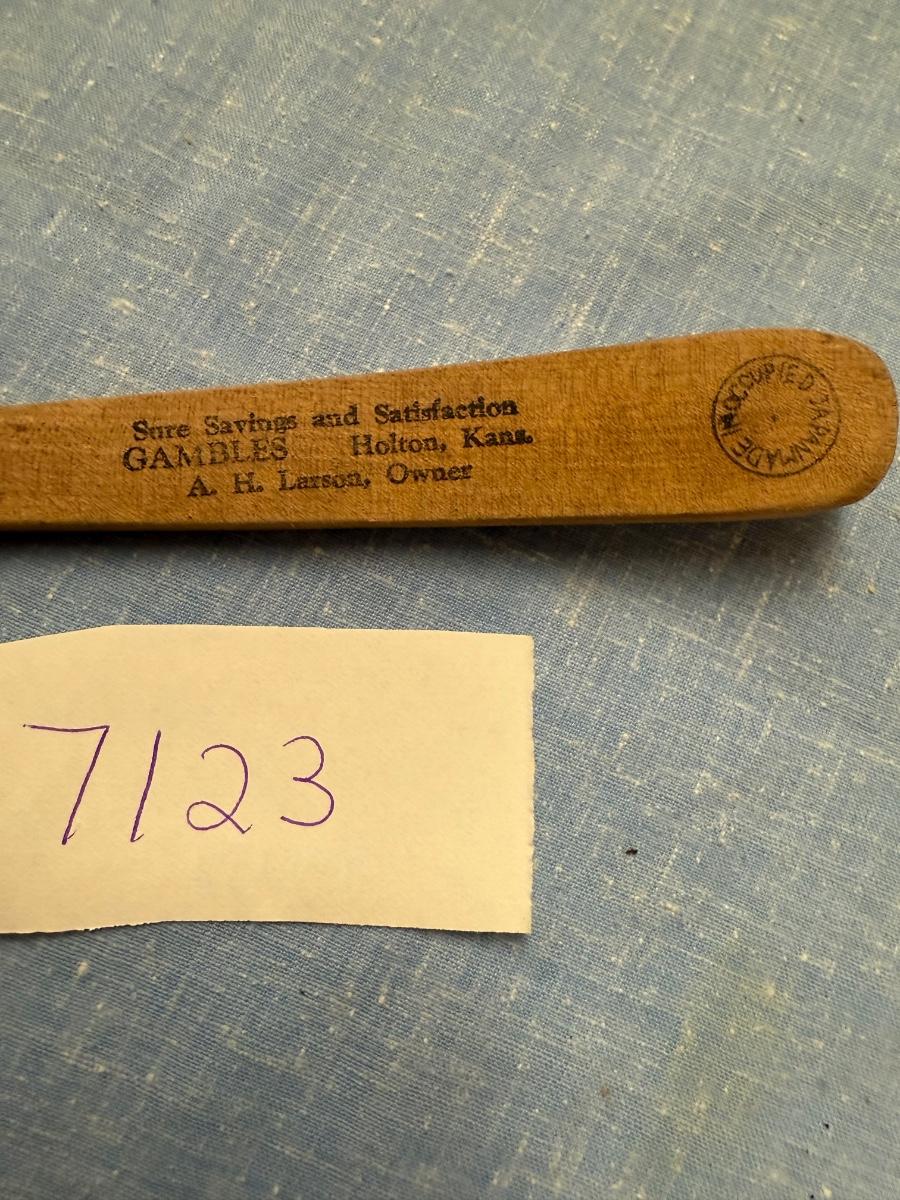 Sure Savings and Satisfaction
GAMBLES Holton, Kans.
A. H. Larson, Owner
MADE IN OCCUPIED JAPAN
7123